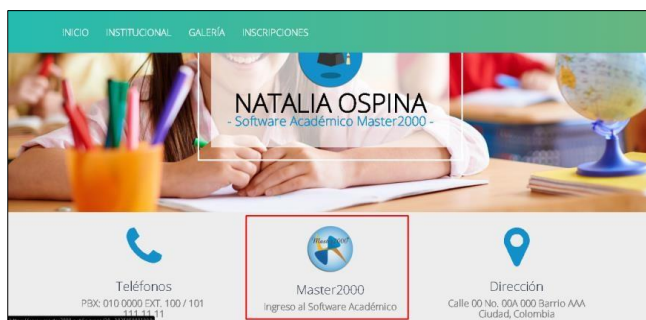 INICIO INSTITUCIONAL GALERÍA INSCRIPCIONES
NATALIA OSPINA
- Software Académico Master2000 -
Master2000
Teléfonos
PBX: 010 0000 EXT. 100 / 101
111 11 11
Master2000
Ingreso al Software Académico
Dirección
Calle 00 No. 00A 000 Barrio AAA
Ciudad, Colombia